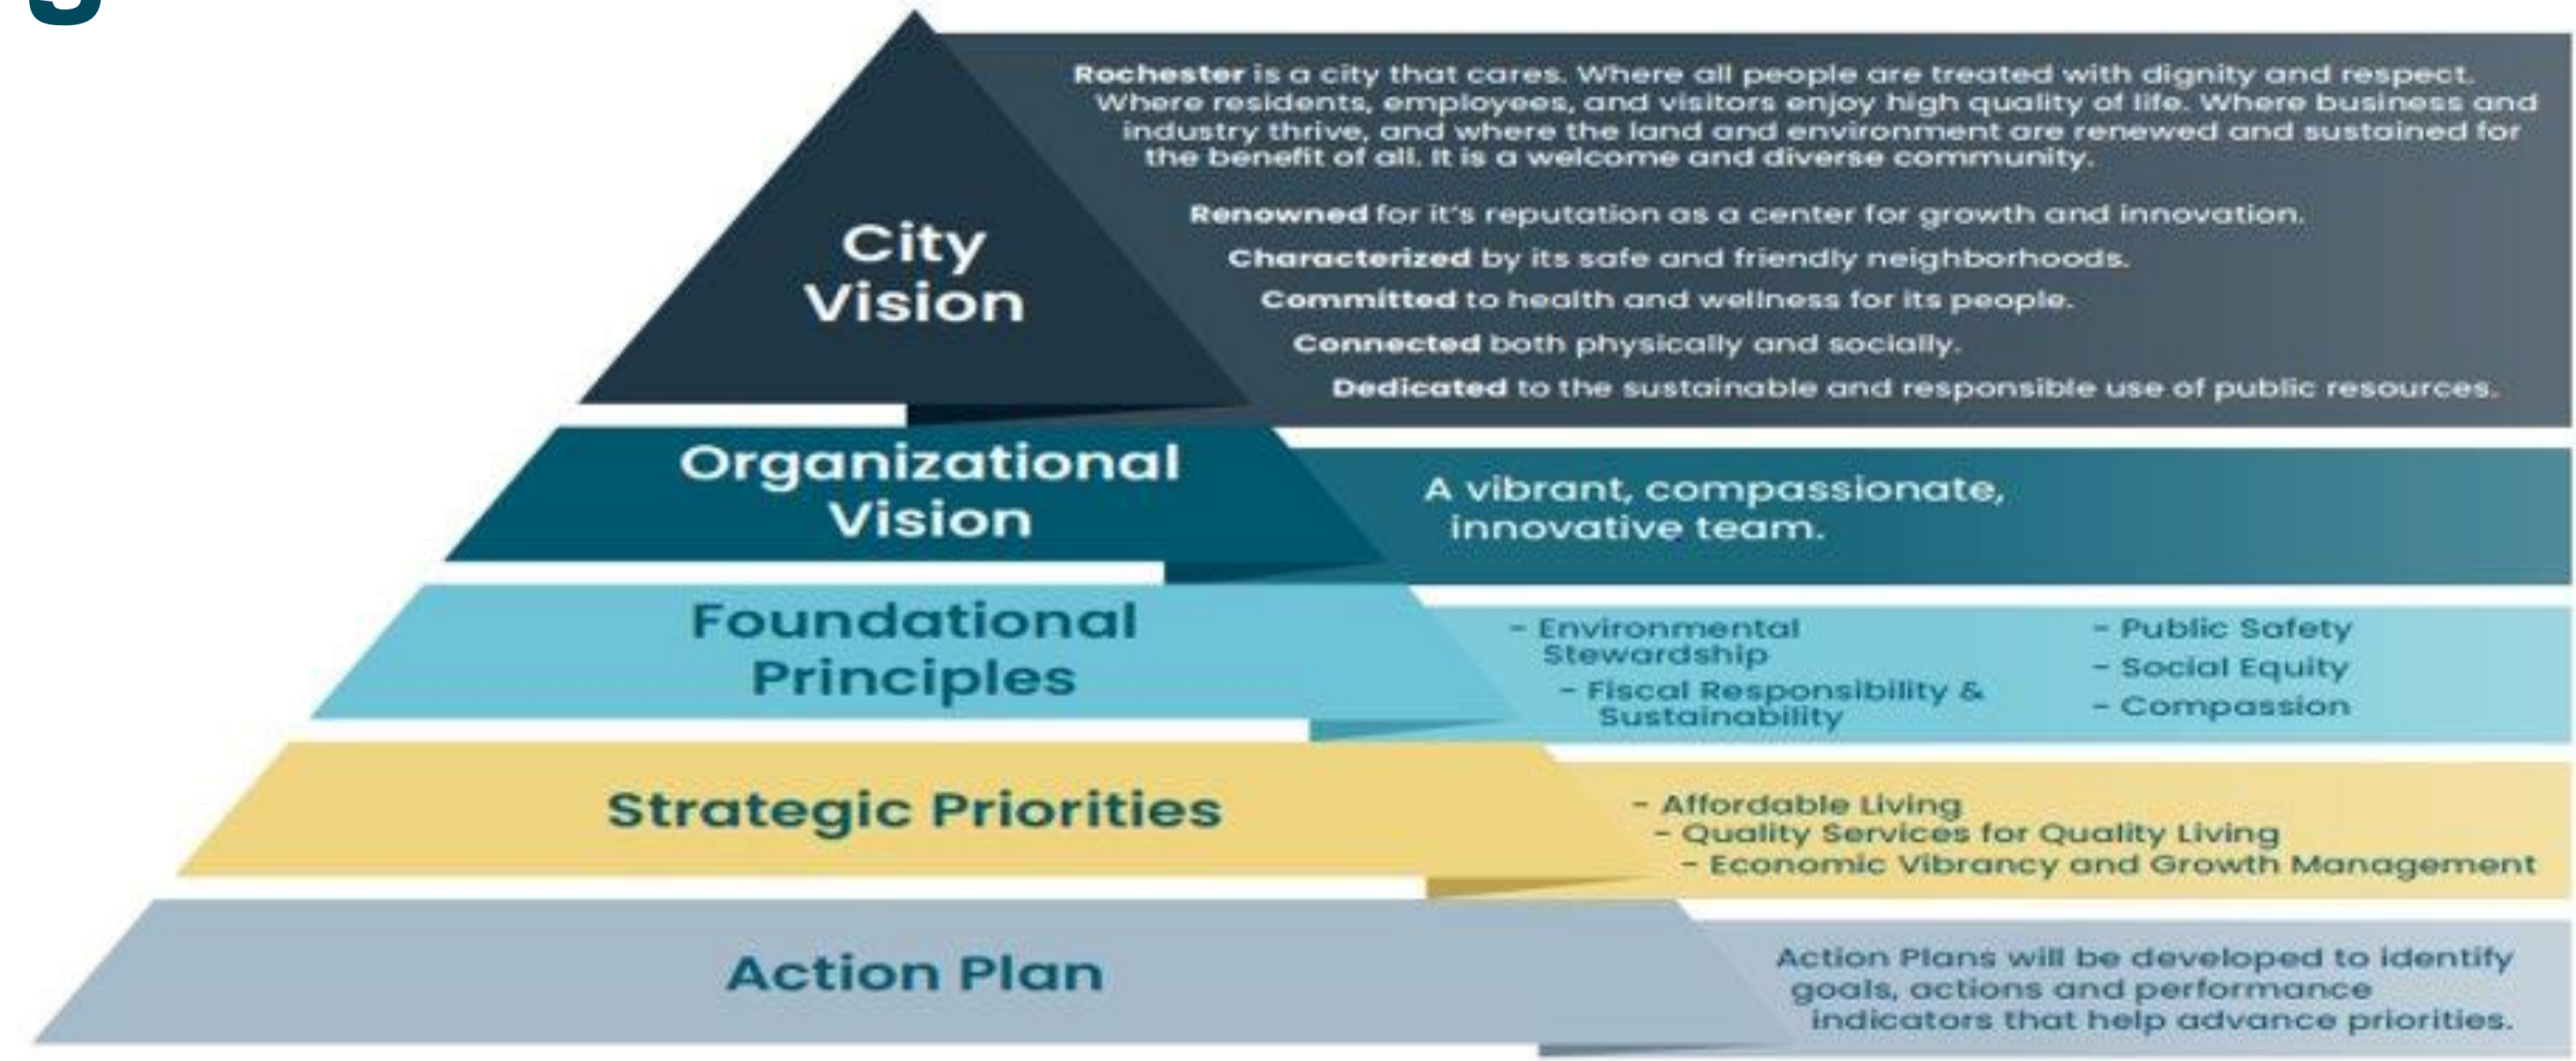 City
Vision
Rochester is a city that cares. Where all people are treated with dignity and respect.
Where residents, employees, and visitors enjoy high quality of life. Where business and
industry thrive, and where the land and environment are renewed and sustained for
the benefit of all. It is a welcome and diverse community.
Renowned for it's reputation as a center for growth and innovation.
Characterized by its safe and friendly neighborhoods.
Committed to health and wellness for its people.
Connected both physically and socially.
Dedicated to the sustainable and responsible use of public resources.
Organizational
Vision
A vibrant, compassionate,
innovative team.
Foundational
Principles
- Environmental
Stewardship
- Fiscal Responsibility &
Sustainability
- Public Safety
- Social Equity
- Compassion
Strategic Priorities
- Affordable Living
- Quality Services for Quality Living
- Economic Vibrancy and Growth Management
Action Plan
Action Plans will be developed to identify
goals, actions and performance
indicators that help advance priorities.